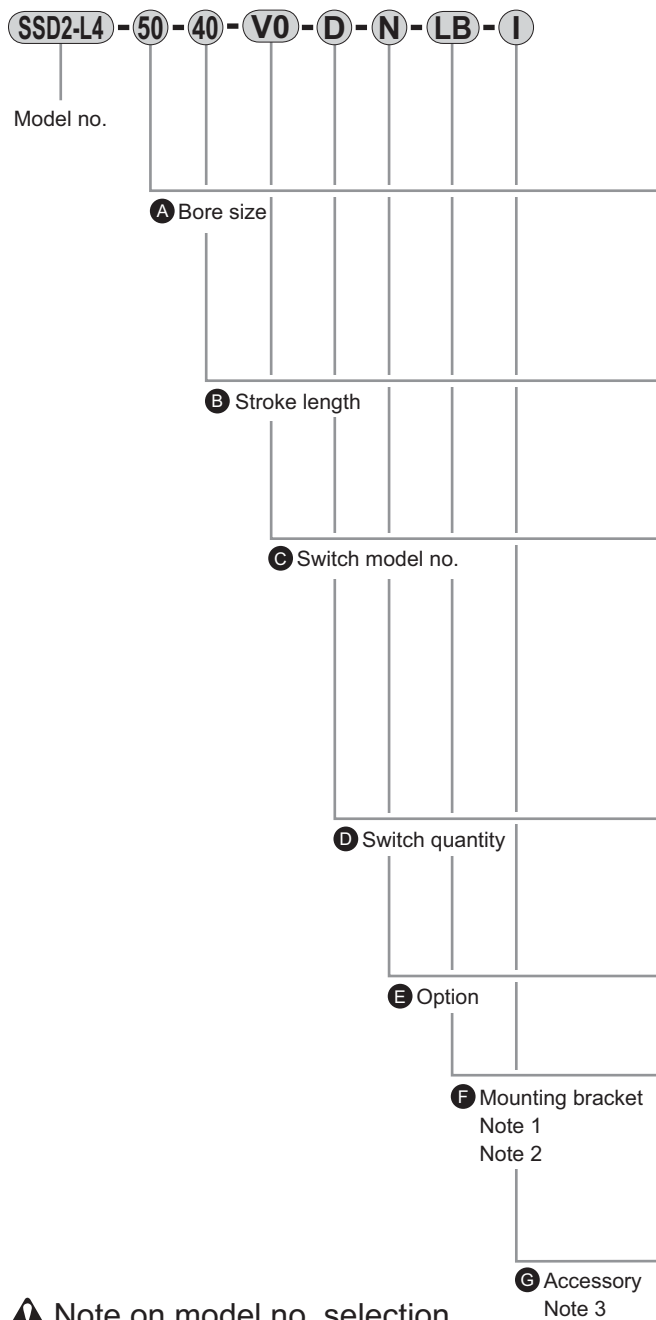 SSD2-L4 - 50 - 40 - V0 - D - N - LB - I
Model no.
A Bore size
B Stroke length
C Switch model no.
D Switch quantity
E Option
F Mounting bracket
Note 1
Note 2
G Accessory
Note 3
Note on model no. selection